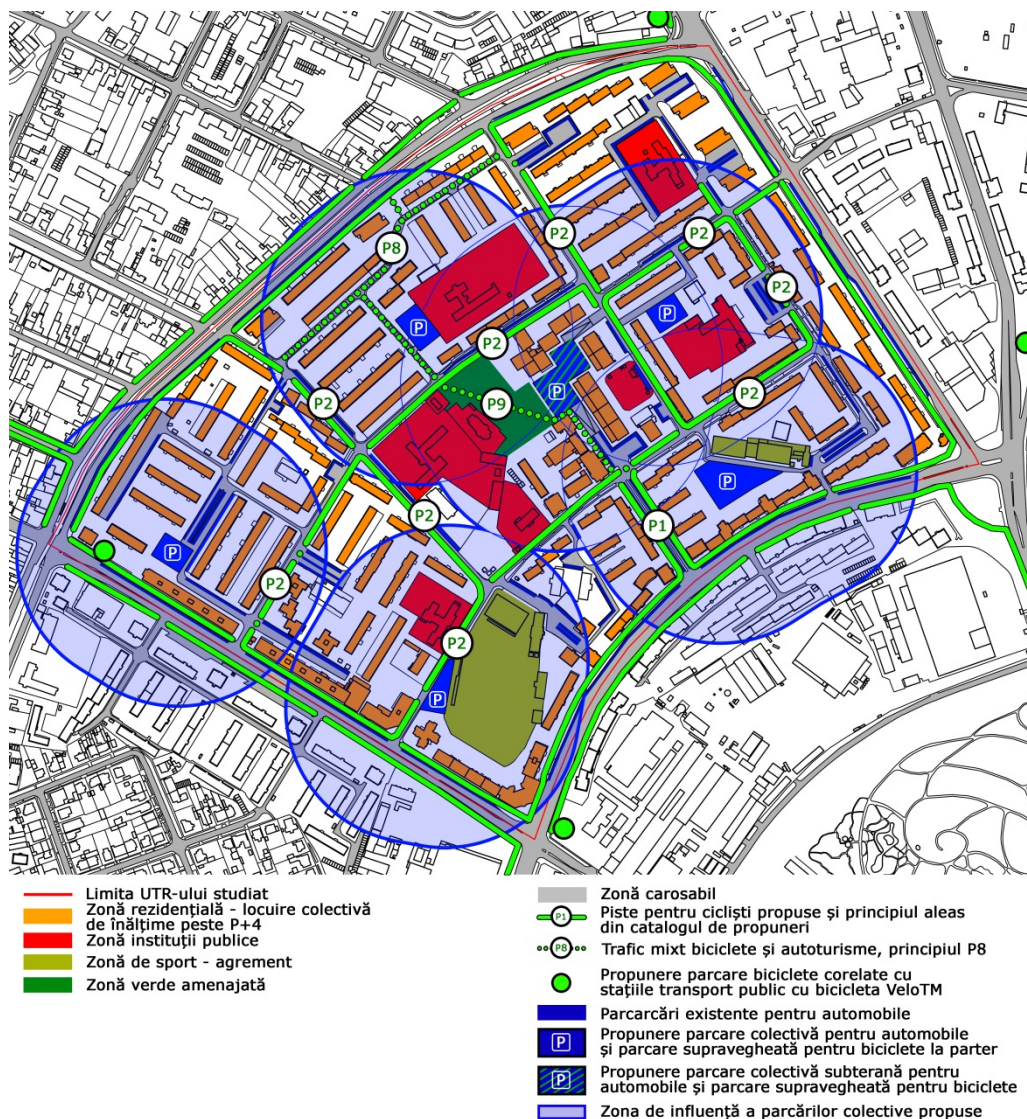 P2
P2
P8
P2
P2
P
P
P2
P
P9
P2
P2
P
P2
P1
P
P2
P2
P
Limita UTR-ului studiat
Zonă rezidențială - locuire colectivă
de înălțime peste P+4
Zonă instituții publice
Zonă de sport - agrement
Zonă verde amenajată
Zonă carosabil
P1 Piste pentru cicliști propuse și principiul aleas
din catalogul de propuneri
P8 Trafic mixt biciclete și autoturisme, principiul P8
Propunere parcare biciclete corelate cu
stațiile transport public cu bicicleta VeloTM
Parcarcări existente pentru automobile
P Propunere parcare colectivă pentru automobile
și parcare supravegheată pentru biciclete la parter
P Propunere parcare colectivă subterană pentru
automobile și parcare supravegheată pentru biciclete
Zona de influență a parcărilor colective propuse